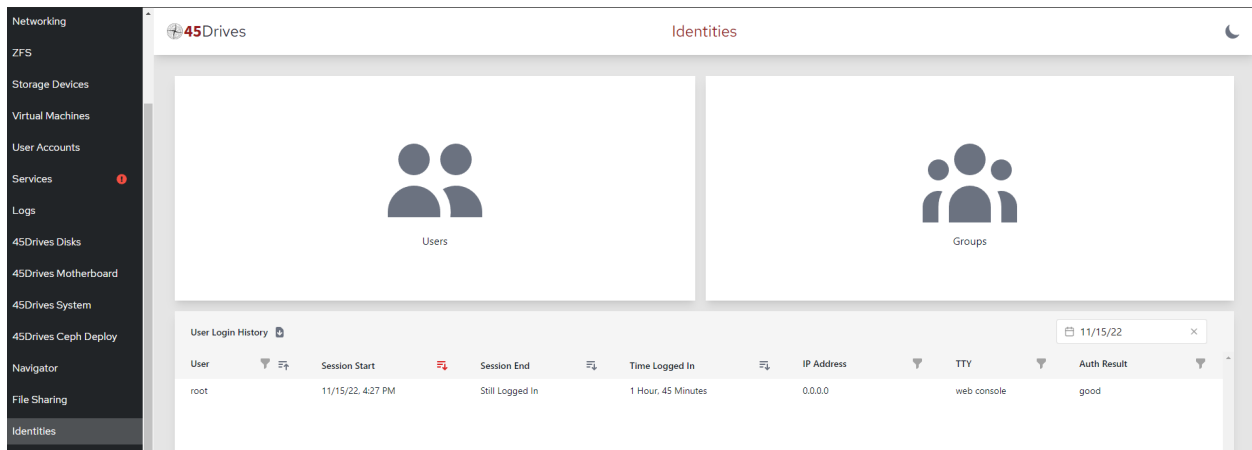 Networking
ZFS
Storage Devices
Virtual Machines
User Accounts
Services
Logs
45Drives Disks
45Drives Motherboard
45Drives System
45Drives Ceph Deploy
Navigator
File Sharing
Identities
45Drives
Identities
Users
Groups
User Login History
11/15/22
User Session Start Session End Time Logged In IP Address TTY Auth Result
root 11/15/22, 4:27 PM Still Logged In 1 Hour, 45 Minutes 0.0.0.0 web console good